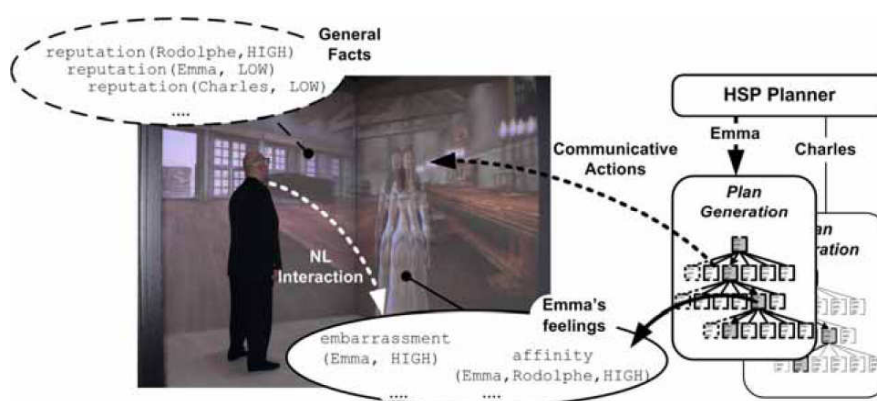 General
Facts
reputation(Rodolphe,HIGH)
reputation(Emma, LOW)
reputation(Charles, LOW)
....
HSP Planner
Emma
Charles
Communicative
Actions
Plan
Generation
NL
Interaction
Emma's
feelings
embarrassment
(Emma, HIGH)
....
affinity
(Emma,Rodolphe,HIGH)
....